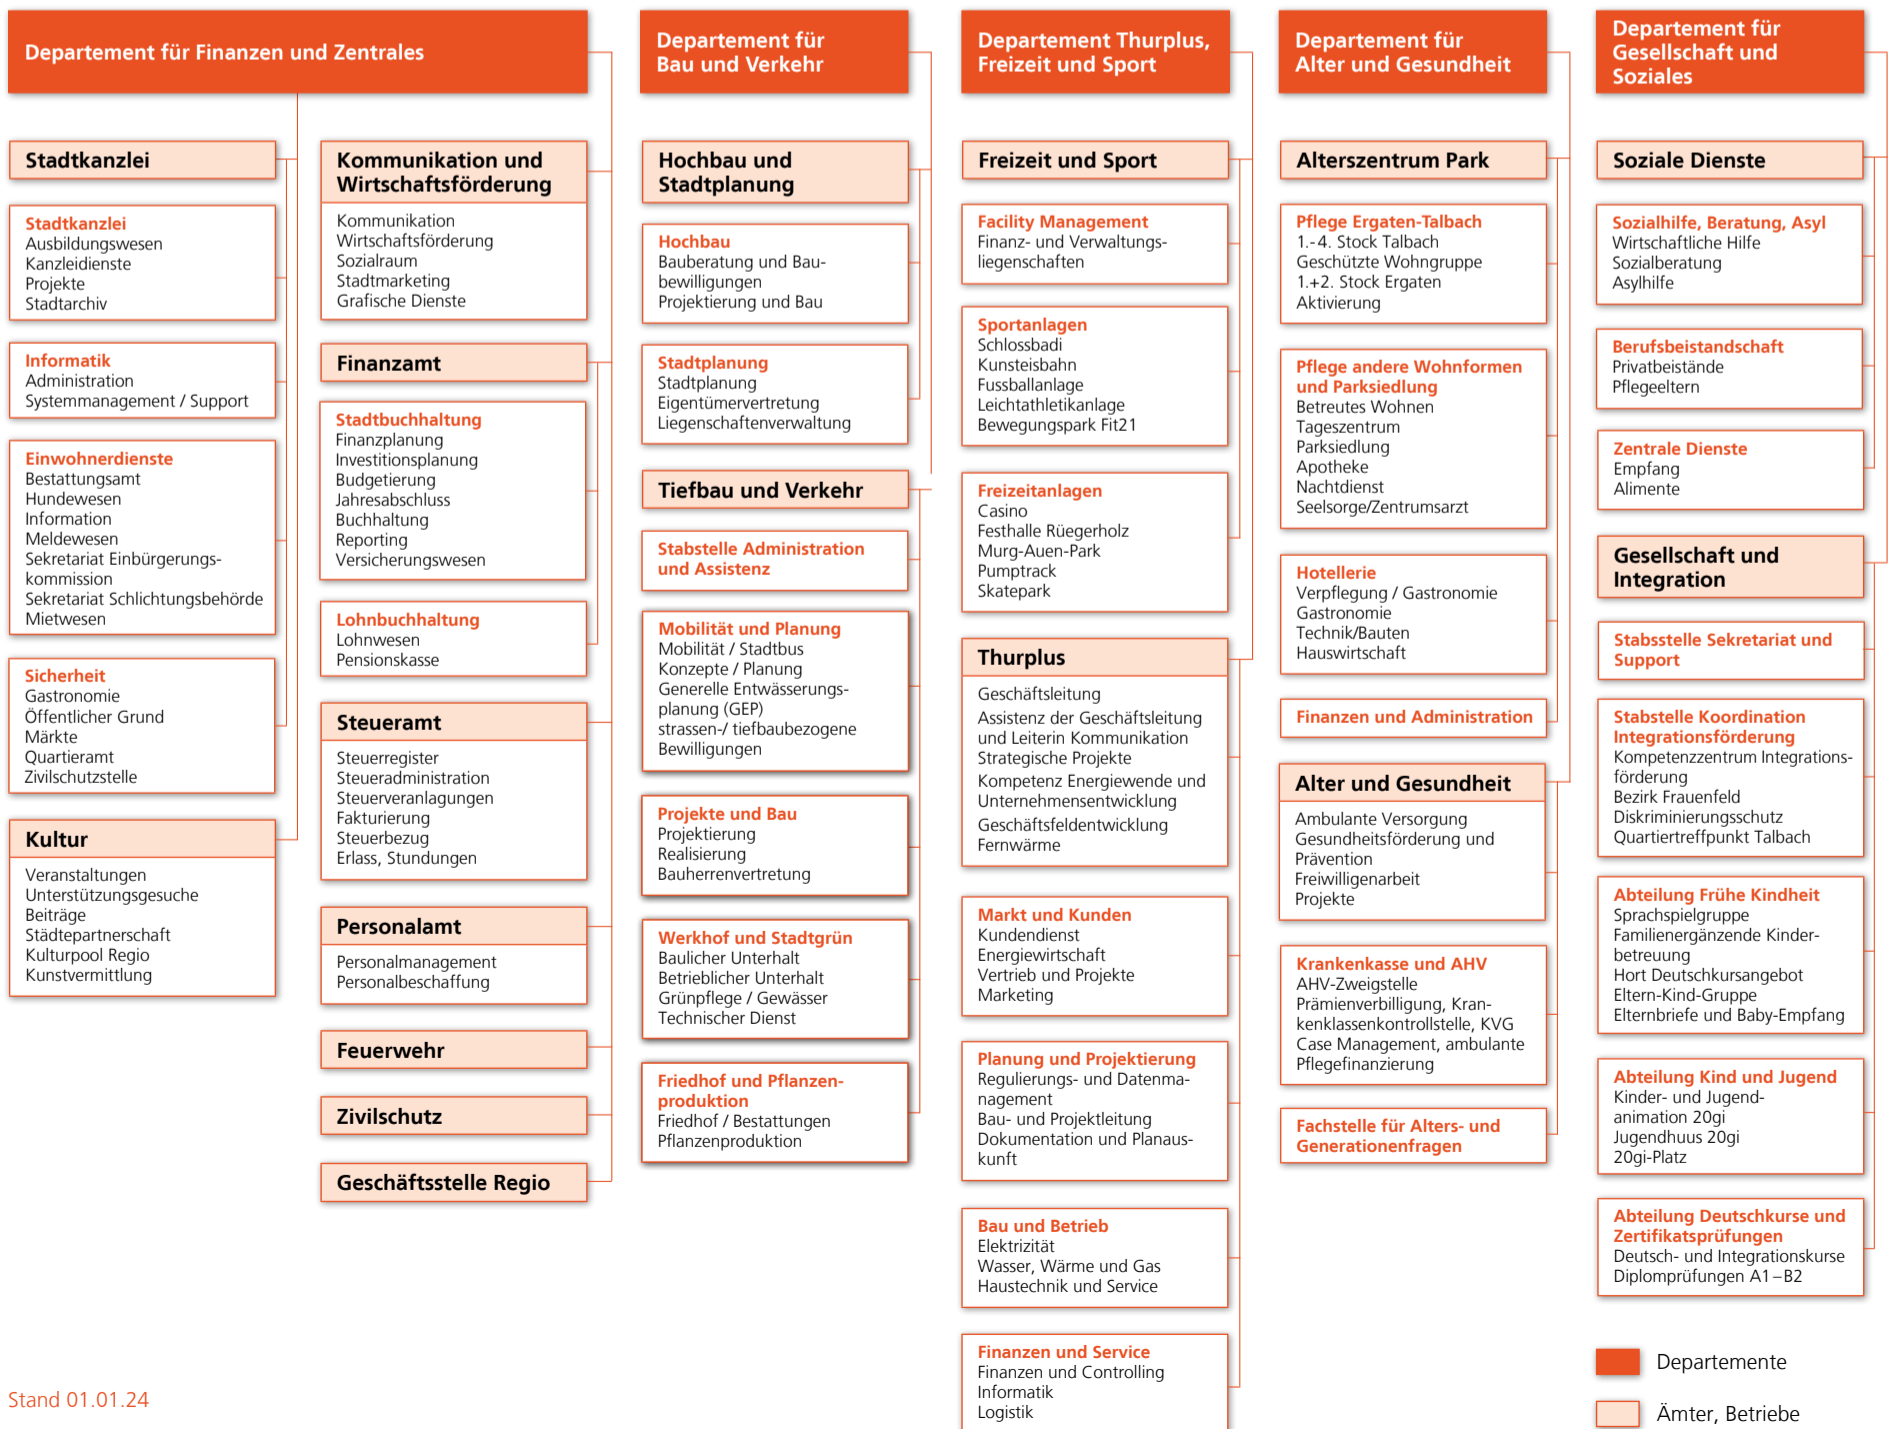 Departement für Finanzen und Zentrales
Stadtkanzlei
Stadtkanzlei
Ausbildungswesen
Kanzleidienste
Projekte
Stadtarchiv
Informatik
Administration
Systemmanagement / Support
Einwohnerdienste
Bestattungsamt
Hundewesen
Information
Meldewesen
Sekretariat Einbürgerungs-
kommission
Sekretariat Schlichtungsbehörde
Mietwesen
Sicherheit
Gastronomie
Öffentlicher Grund
Märkte
Quartieramt
Zivilschutzstelle
Kultur
Veranstaltungen
Unterstützungsgesuche
Beiträge
Städtepartnerschaft
Kulturpool Regio
Kunstvermittlung
Kommunikation und
Wirtschaftsförderung
Kommunikation
Wirtschaftsförderung
Sozialraum
Stadtmarketing
Grafische Dienste
Finanzamt
Stadtbuchhaltung
Finanzplanung
Investitionsplanung
Budgetierung
Jahresabschluss
Buchhaltung
Reporting
Versicherungswesen
Lohnbuchhaltung
Lohnwesen
Pensionskasse
Steueramt
Steuerregister
Steueradministration
Steuerveranlagungen
Fakturierung
Steuerbezug
Erlass, Stundungen
Personalamt
Personalmanagement
Personalbeschaffung
Feuerwehr
Zivilschutz
Geschäftsstelle Regio
Departement für
Bau und Verkehr
Hochbau und
Stadtplanung
Hochbau
Bauberatung und Bau-
bewilligungen
Projektierung und Bau
Stadtplanung
Stadtplanung
Eigentümervertretung
Liegenschaftenverwaltung
Tiefbau und Verkehr
Stabstelle Administration
und Assistenz
Mobilität und Planung
Mobilität / Stadtbus
Konzepte / Planung
Generelle Entwässerungs-
planung (GEP)
strassen-/ tiefbaubezogene
Bewilligungen
Projekte und Bau
Projektierung
Realisierung
Bauherrenvertretung
Werkhof und Stadtgrün
Baulicher Unterhalt
Betrieblicher Unterhalt
Grünpflege / Gewässer
Technischer Dienst
Friedhof und Pflanzen-
produktion
Friedhof / Bestattungen
Pflanzenproduktion
Departement Thurplus,
Freizeit und Sport
Freizeit und Sport
Facility Management
Finanz- und Verwaltungs-
liegenschaften
Sportanlagen
Schlossbadi
Kunsteisbahn
Fussballanlage
Leichtathletikanlage
Bewegungspark Fit21
Freizeitanlagen
Casino
Festhalle Rüegerholz
Murg-Auen-Park
Pumptrack
Skatepark
Thurplus
Geschäftsleitung
Assistenz der Geschäftsleitung
und Leiterin Kommunikation
Strategische Projekte
Kompetenz Energiewende und
Unternehmensentwicklung
Geschäftsfeldentwicklung
Fernwärme
Markt und Kunden
Kundendienst
Energiewirtschaft
Vertrieb und Projekte
Marketing
Planung und Projektierung
Regulierungs- und Datenma-
nagement
Bau- und Projektleitung
Dokumentation und Planaus-
kunft
Bau und Betrieb
Elektrizität
Wasser, Wärme und Gas
Haustechnik und Service
Finanzen und Service
Finanzen und Controlling
Informatik
Logistik
Departement für
Alter und Gesundheit
Alterszentrum Park
Pflege Ergaten-Talbach
1.-4. Stock Talbach
Geschützte Wohngruppe
1.+2. Stock Ergaten
Aktivierung
Pflege andere Wohnformen
und Parksiedlung
Betreutes Wohnen
Tageszentrum
Parksiedlung
Apotheke
Nachtdienst
Seelsorge/Zentrumsarzt
Hotellerie
Verpflegung / Gastronomie
Gastronomie
Technik/Bauten
Hauswirtschaft
Finanzen und Administration
Alter und Gesundheit
Ambulante Versorgung
Gesundheitsförderung und
Prävention
Freiwilligenarbeit
Projekte
Krankenkasse und AHV
AHV-Zweigstelle
Prämienverbilligung, Kran-
kenklassenkontrollstelle, KVG
Case Management, ambulante
Pflegefinanzierung
Fachstelle für Alters- und
Generationenfragen
Departement für
Gesellschaft und
Soziales
Soziale Dienste
Sozialhilfe, Beratung, Asyl
Wirtschaftliche Hilfe
Sozialberatung
Asylhilfe
Berufsbeistandschaft
Privatbeistände
Pflegeeltern
Zentrale Dienste
Empfang
Alimente
Gesellschaft und
Integration
Stabsstelle Sekretariat und
Support
Stabstelle Koordination
Integrationsförderung
Kompetenzzentrum Integrations-
förderung
Bezirk Frauenfeld
Diskriminierungsschutz
Quartiertreffpunkt Talbach
Abteilung Frühe Kindheit
Sprachspielgruppe
Familienergänzende Kinder-
betreuung
Hort Deutschkursangebot
Eltern-Kind-Gruppe
Elternbriefe und Baby-Empfang
Abteilung Kind und Jugend
Kinder- und Jugend-
animation 20gi
Jugendhuus 20gi
20gi-Platz
Abteilung Deutschkurse und
Zertifikatsprüfungen
Deutsch- und Integrationskurse
Diplomprüfungen A1–B2
Departemente
Ämter, Betriebe
Stand 01.01.24